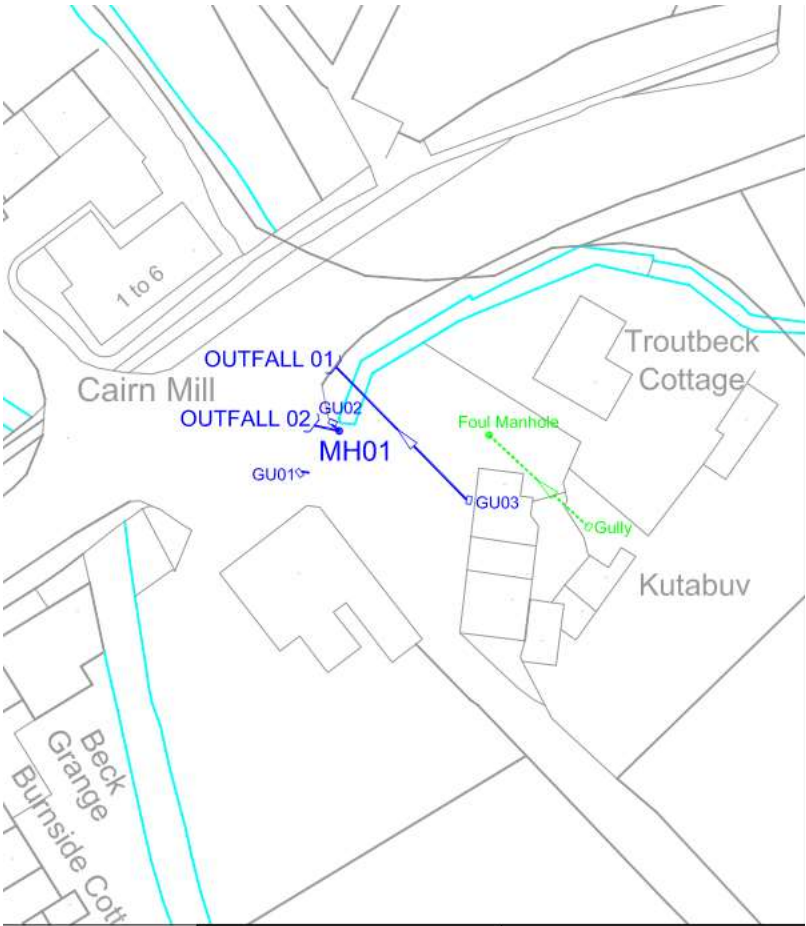 1 to 6
Troutbeck
Cottage
OUTFALL 01
Cairn Mill
GU02
OUTFALL 02
Foul Manhole
MH01
GU01
GU03
Gully
Kutabuv
Beck
Grange
Burnside Cott